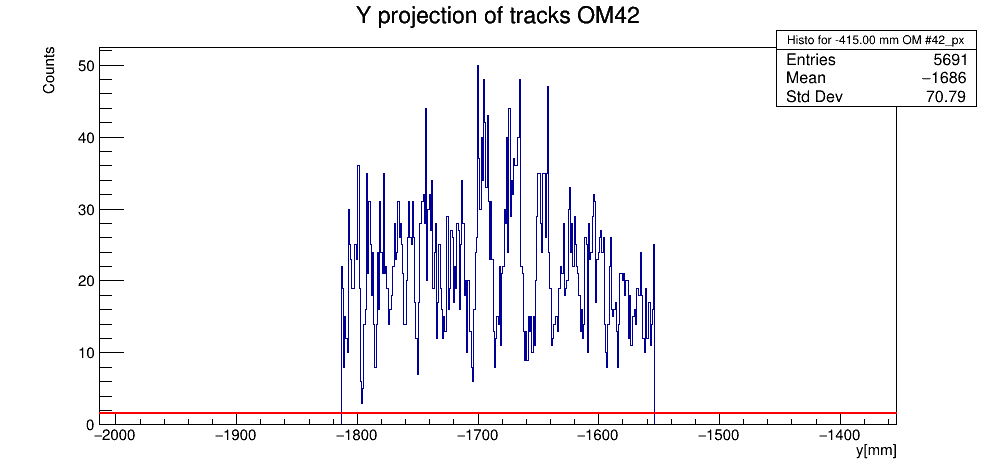 Y projection of tracks OM42
Histo for -415.00 mm OM #42_px
Entries 5691
Mean −1686
Std Dev 70.79
Counts
50
40
30
20
10
0
−2000 −1900 −1800 −1700 −1600 −1500 −1400
y[mm]